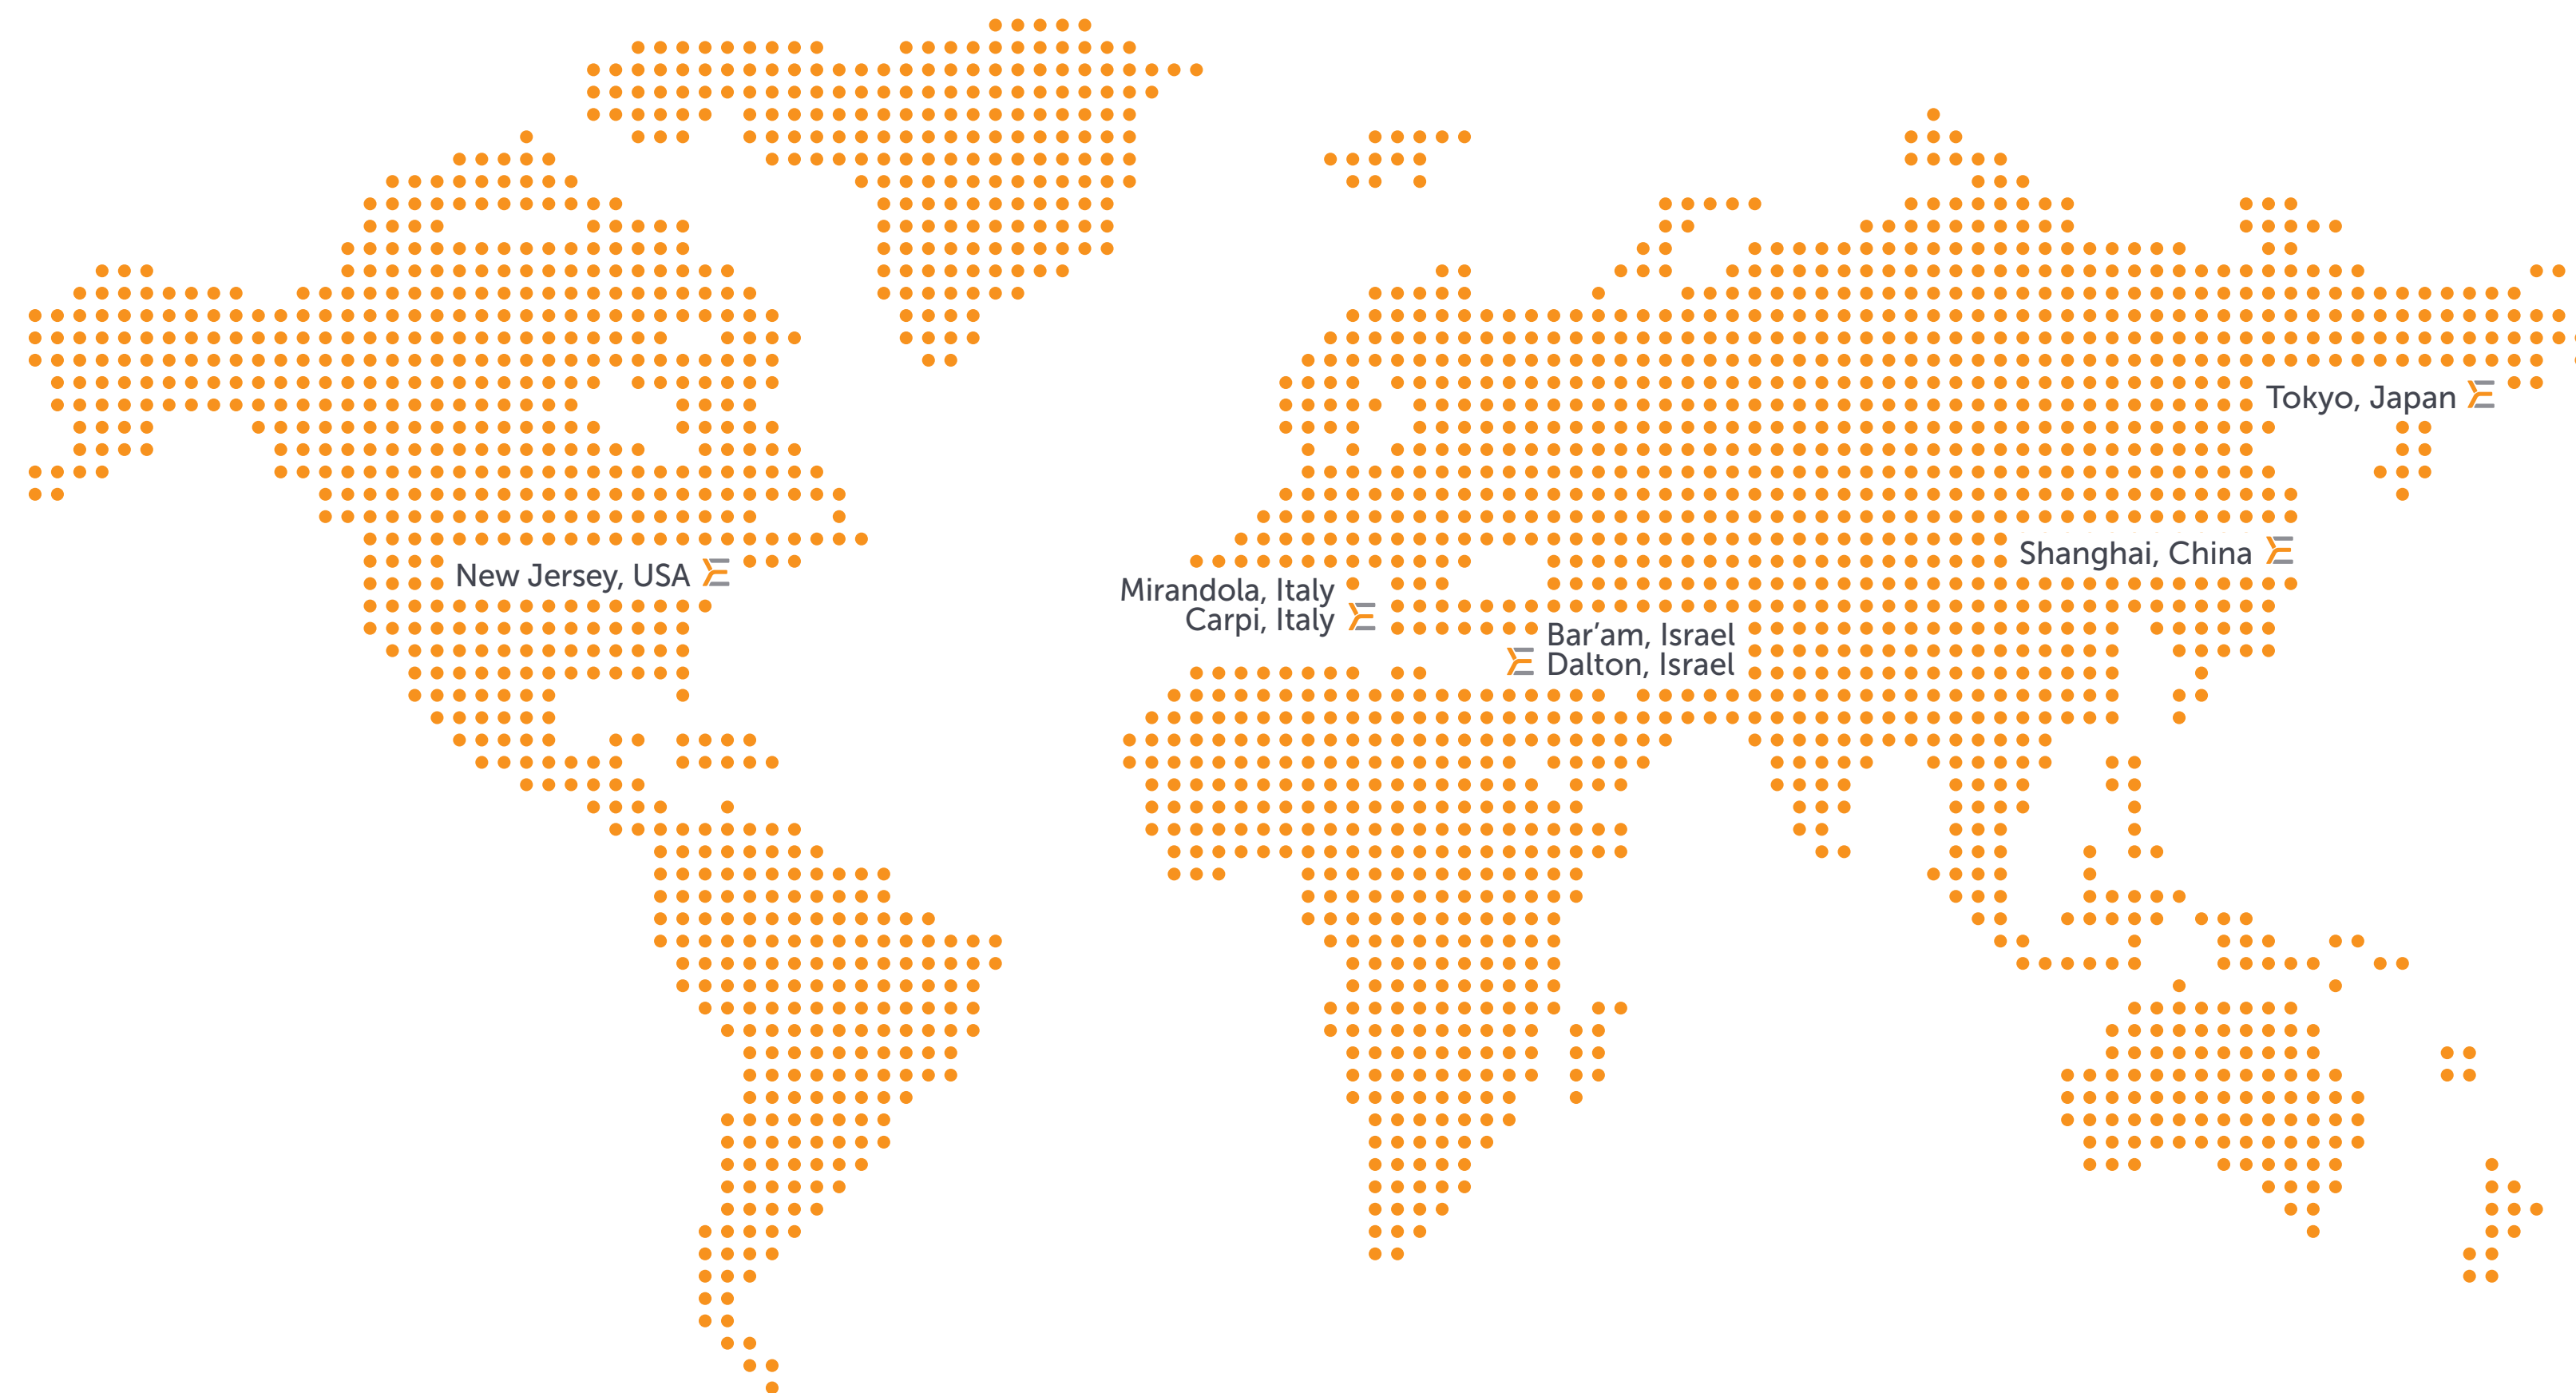 Tokyo, Japan
Shanghai, China
New Jersey, USA
Mirandola, Italy
Carpi, Italy
Bar’am, Israel
Dalton, Israel